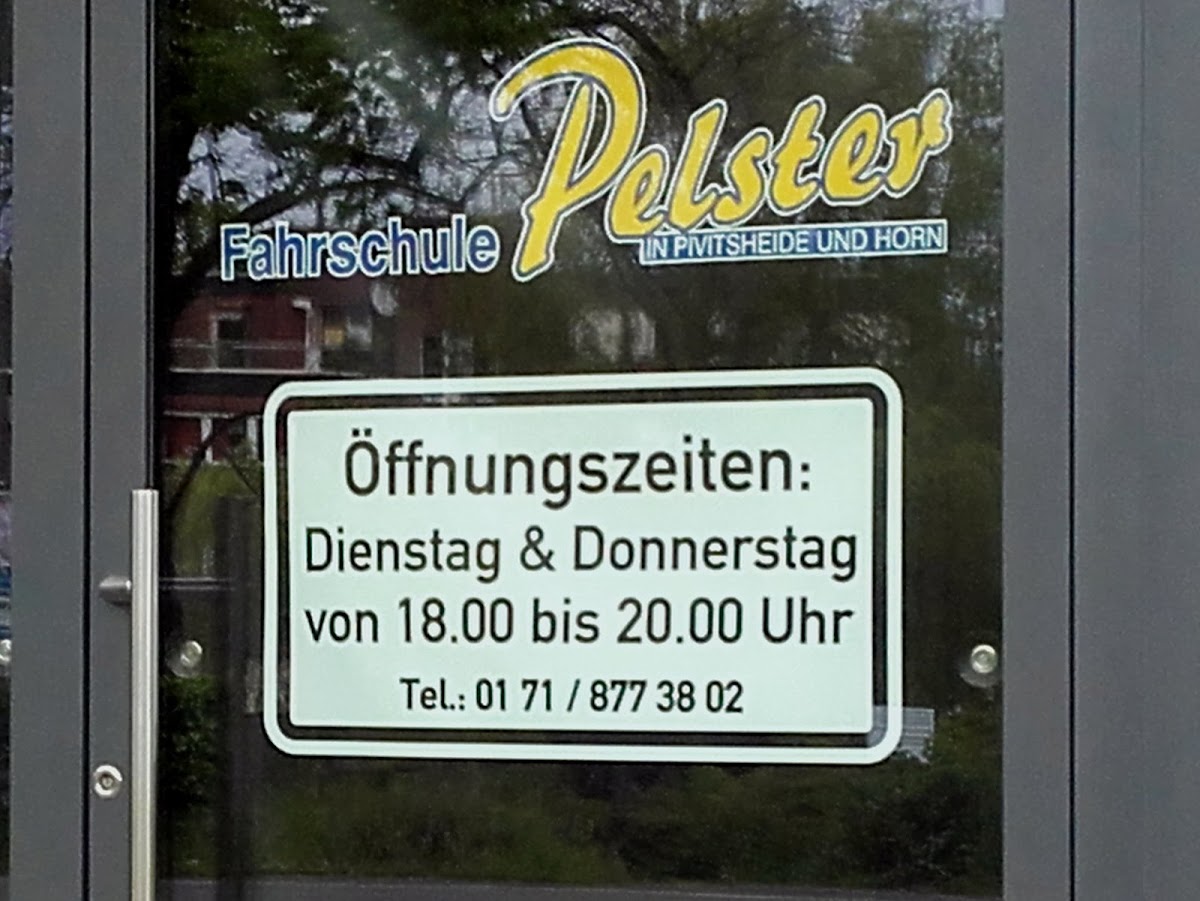 Fahrschule Pelster
IN PIVITSHEIDE UND HORN
Öffnungszeiten:
Dienstag & Donnerstag
von 18.00 bis 20.00 Uhr
Tel.: 01 71 / 877 38 02